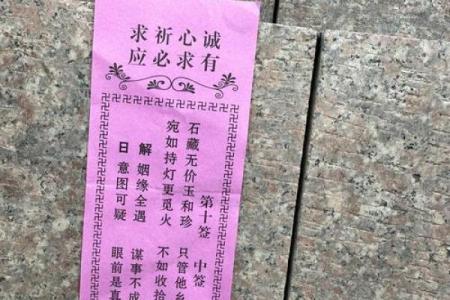 诚心祈求
有求必应
第十签 中签
石藏无价玉和珍 只管他乡
宛如持灯更觅火 不如收拾
解 姻缘全遇 谋事不成
日 意图可疑 眼前是真